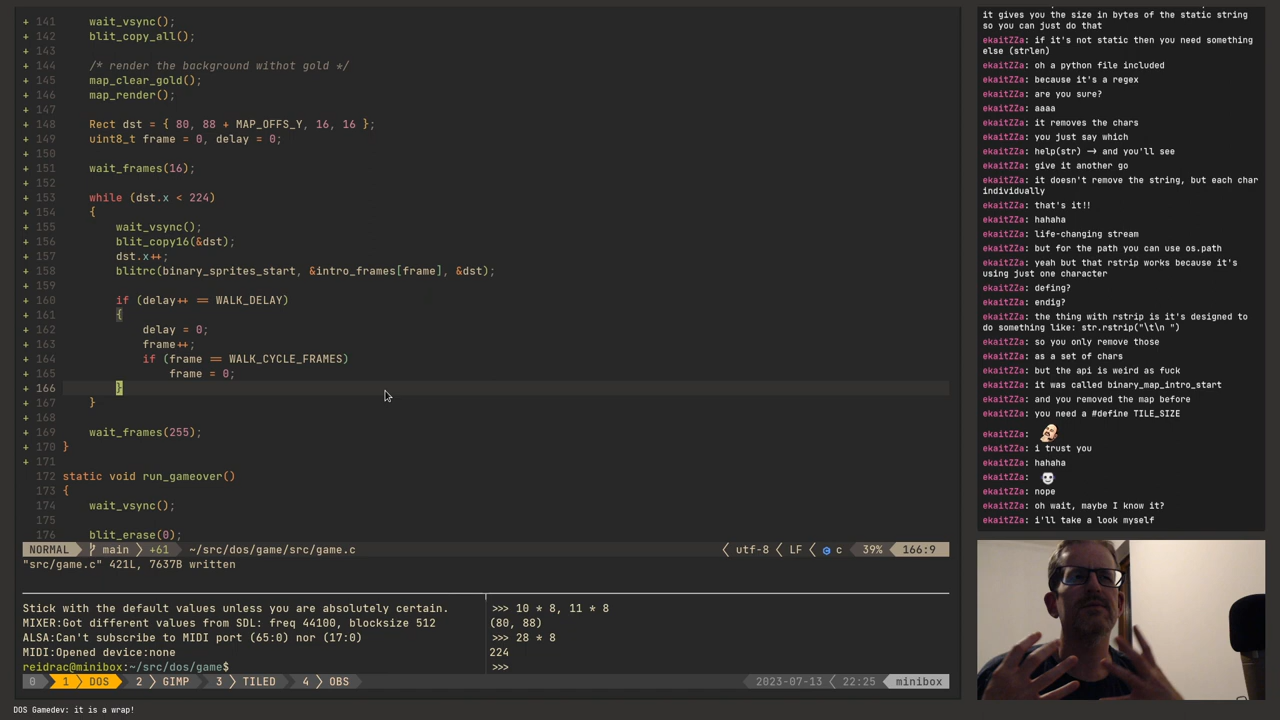 + 141 wait_vsync();
+ 142 blit_copy_all();
+ 143
+ 144 /* render the background withot gold */
+ 145 map_clear_gold();
+ 146 map_render();
+ 147
+ 148 Rect dst = { 80, 88 + MAP_OFFS_Y, 16, 16 };
+ 149 uint8_t frame = 0, delay = 0;
+ 150
+ 151 wait_frames(16);
+ 152
+ 153 while (dst.x < 224)
+ 154 {
+ 155 wait_vsync();
+ 156 blit_copy16(&dst);
+ 157 dst.x++;
+ 158 blitrc(binary_sprites_start, &intro_frames[frame], &dst);
+ 159
+ 160 if (delay++ == WALK_DELAY)
+ 161 {
+ 162 delay = 0;
+ 163 frame++;
+ 164 if (frame == WALK_CYCLE_FRAMES)
+ 165 frame = 0;
+ 166 }
+ 167 }
+ 168
+ 169 wait_frames(255);
+ 170 }
+ 171
172 static void run_gameover()
173 {
174 wait_vsync();
175
176 blit_erase(0);
NORMAL main +61 ~/src/dos/game/src/game.c utf-8 LF c 39% 166:9
"src/game.c" 421L, 7637B written
Stick with the default values unless you are absolutely certain.
MIXER:Got different values from SDL: freq 44100, blocksize 512
ALSA:Can't subscribe to MIDI port (65:0) nor (17:0)
MIDI:Opened device:none
reidrac@minibox:~/src/dos/game$
>>> 10 * 8, 11 * 8
(80, 88)
>>> 28 * 8
224
>>>
0 1 DOS 2 GIMP 3 TILED 4 OBS 2023-07-13 22:25 minibox
DOS Gamedev: it is a wrap!
it gives you the size in bytes of the static string
so you can just do that
ekaitZZa: if it's not static then you need something
else (strlen)
ekaitZZa: oh a python file included
ekaitZZa: because it's a regex
ekaitZZa: are you sure?
ekaitZZa: aaaa
ekaitZZa: it removes the chars
ekaitZZa: you just say which
ekaitZZa: help(str) → and you'll see
ekaitZZa: give it another go
ekaitZZa: it doesn't remove the string, but each char
individually
ekaitZZa: that's it!!
ekaitZZa: hahaha
ekaitZZa: life-changing stream
ekaitZZa: but for the path you can use os.path
ekaitZZa: yeah but that rstrip works because it's
using just one character
ekaitZZa: defing?
ekaitZZa: endig?
ekaitZZa: the thing with rstrip is it's designed to
do something like: str.rstrip("\t\n ")
ekaitZZa: so you only remove those
ekaitZZa: as a set of chars
ekaitZZa: but the api is weird as fuck
ekaitZZa: it was called binary_map_intro_start
ekaitZZa: and you removed the map before
ekaitZZa: you need a #define TILE_SIZE
ekaitZZa:
ekaitZZa: i trust you
ekaitZZa: hahaha
ekaitZZa:
ekaitZZa: nope
ekaitZZa: oh wait, maybe I know it?
ekaitZZa: i'll take a look myself